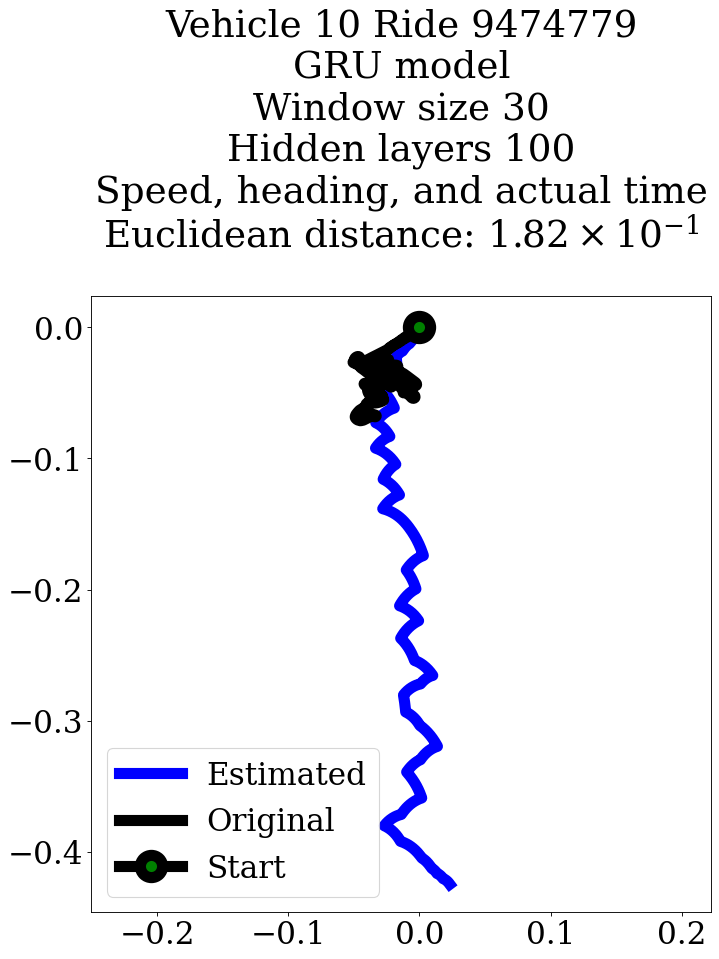 Vehicle 10 Ride 9474779
GRU model
Window size 30
Hidden layers 100
Speed, heading, and actual time
Euclidean distance: 1.82 × 10⁻¹
0.0
−0.1
−0.2
−0.3
−0.4
Estimated
Original
Start
−0.2 −0.1 0.0 0.1 0.2